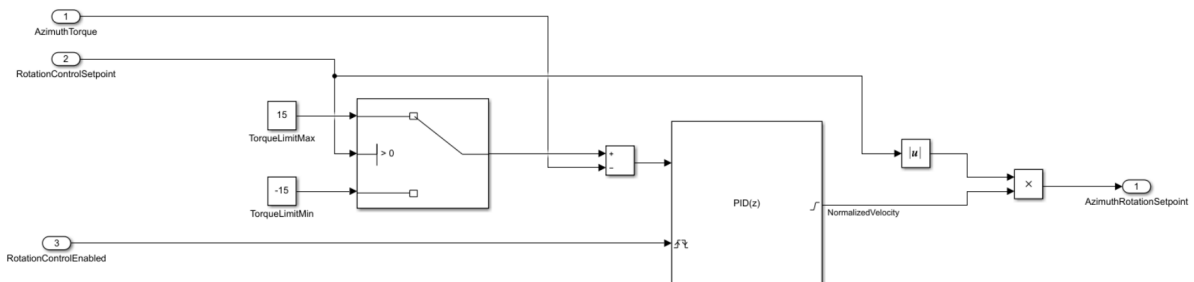 1
AzimuthTorque
2
RotationControlSetpoint
15
TorqueLimitMax
> 0
-15
TorqueLimitMin
3
RotationControlEnabled
+
−
PID(z)
NormalizedVelocity
|u|
×
1
AzimuthRotationSetpoint